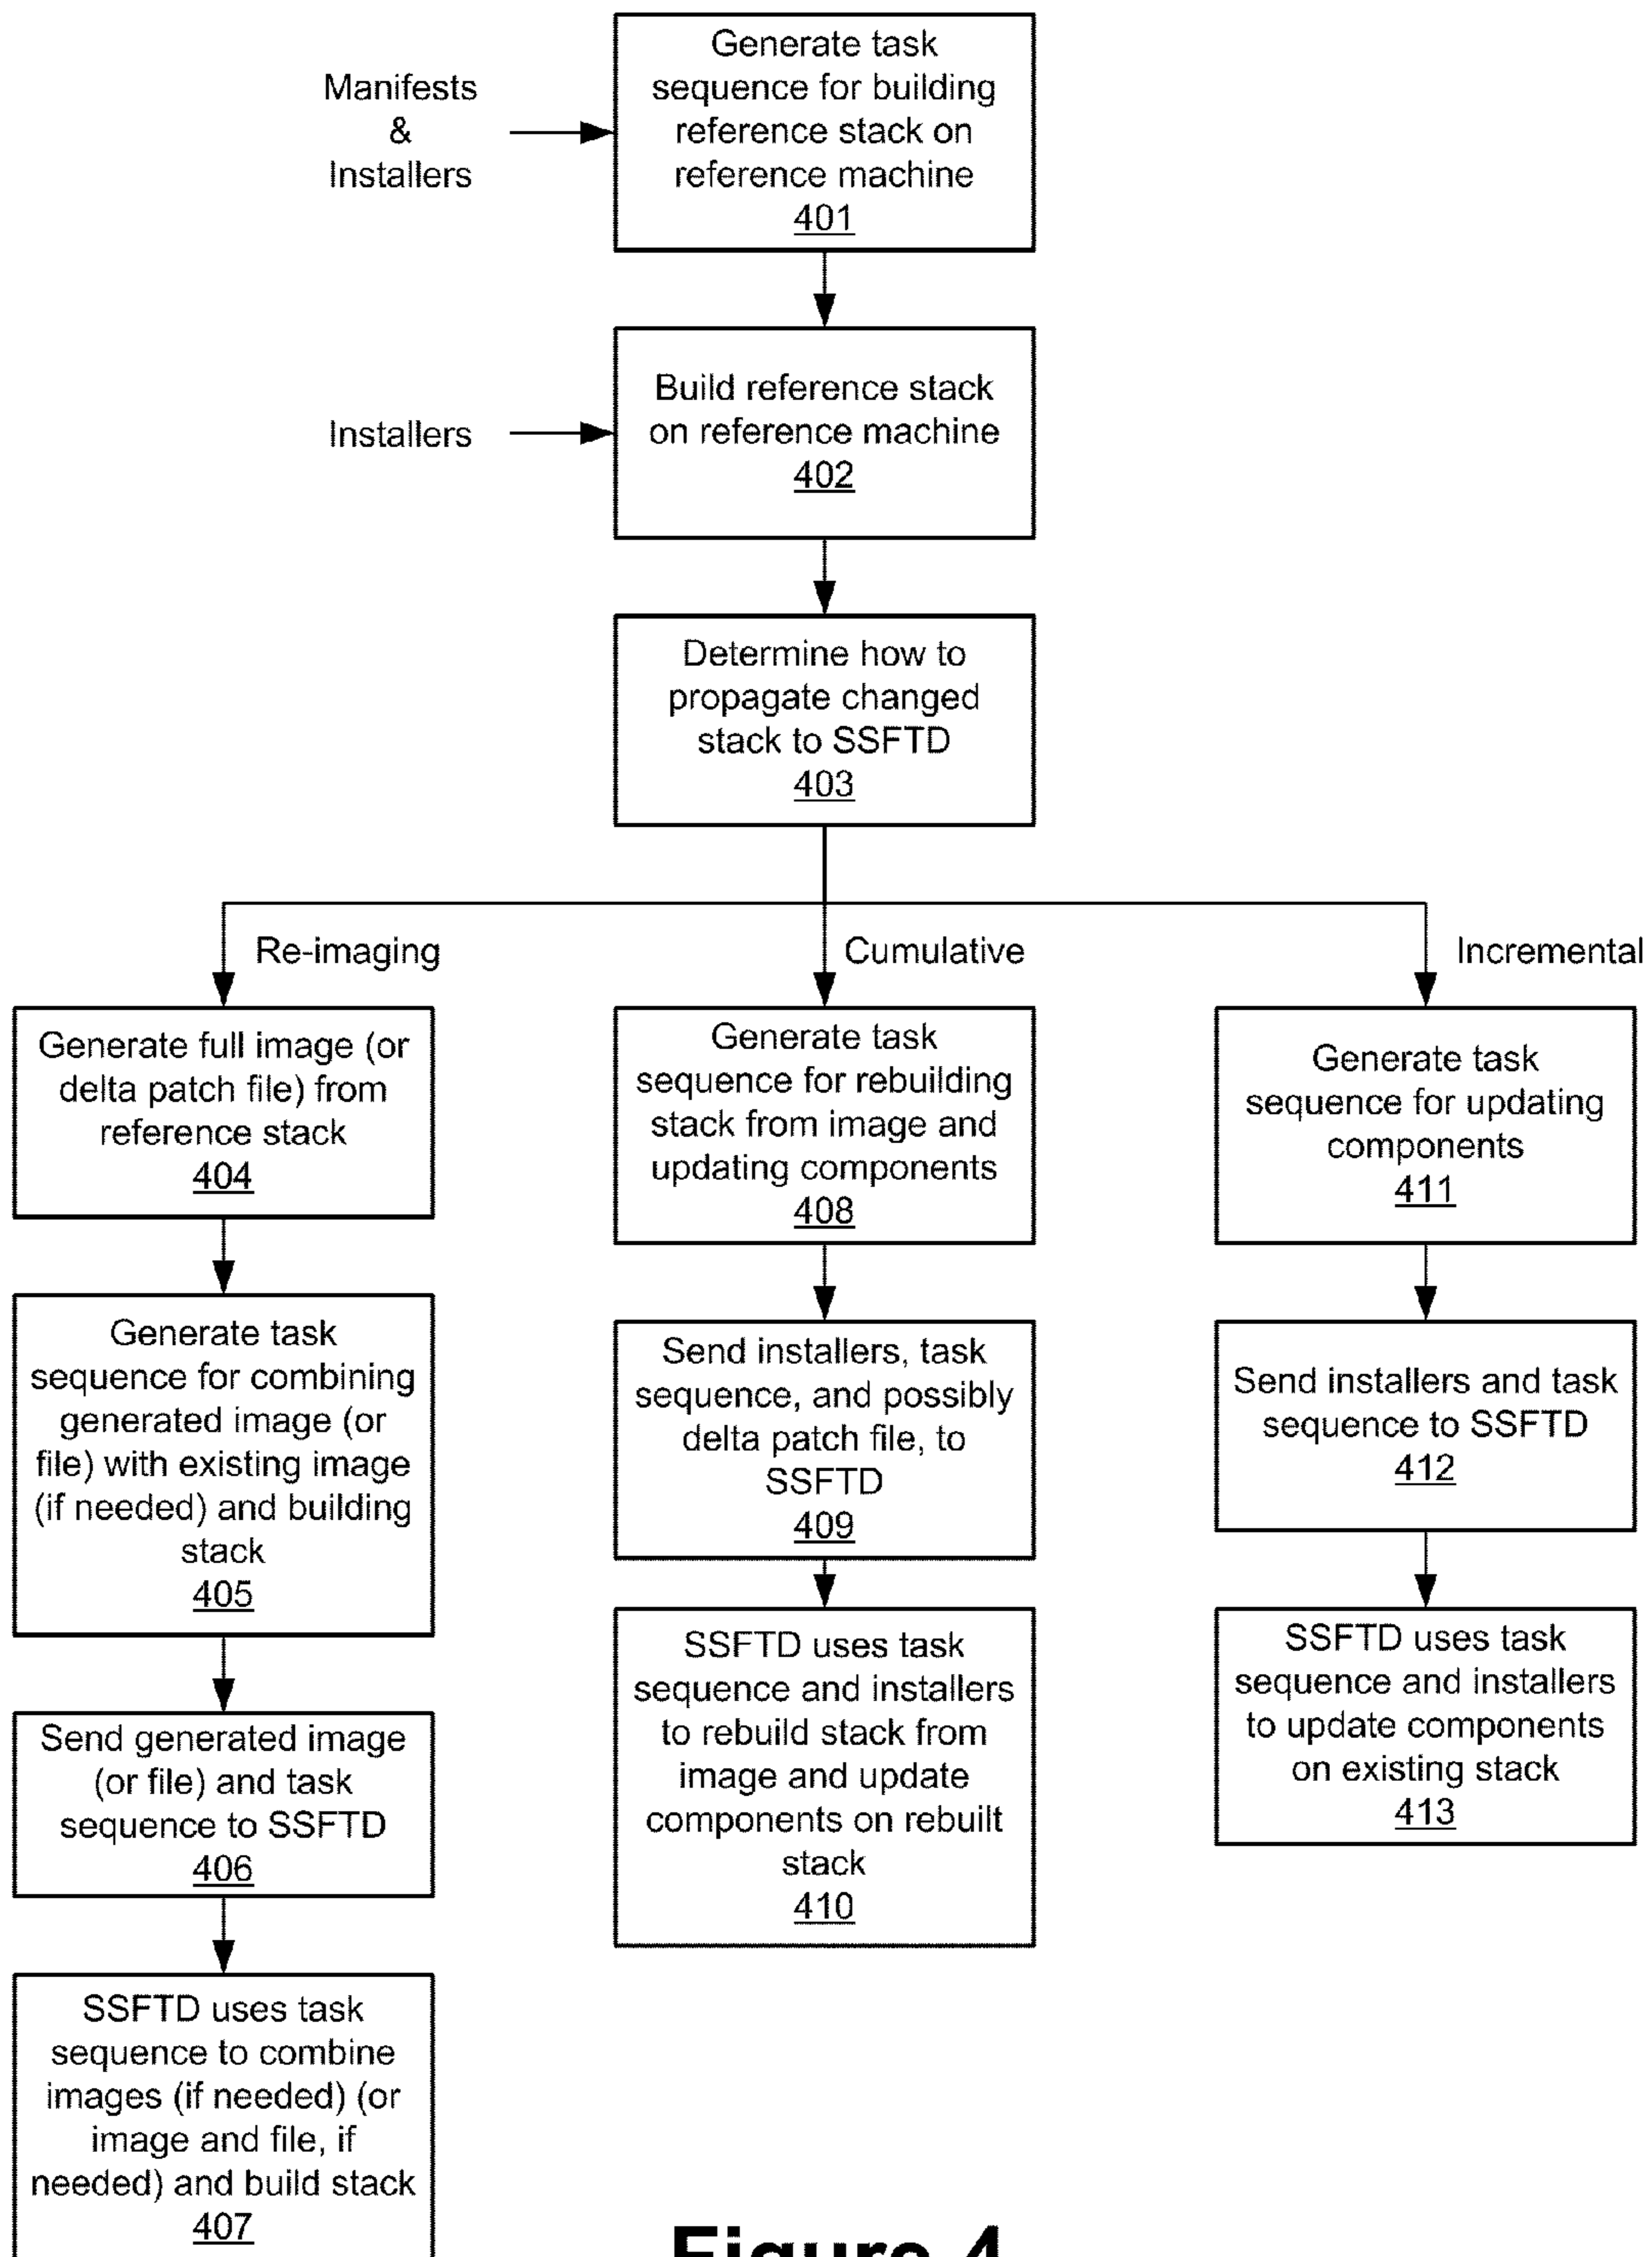 Generate task
sequence for building
reference stack on
reference machine
401
Manifests
&
Installers
Build reference stack
on reference machine
402
Installers
Determine how to
propagate changed
stack to SSFTD
403
Re-imaging
Cumulative
Incremental
Generate full image (or
delta patch file) from
reference stack
404
Generate task
sequence for combining
generated image (or
file) with existing image
(if needed) and building
stack
405
Send generated image
(or file) and task
sequence to SSFTD
406
SSFTD uses task
sequence to combine
images (if needed) (or
image and file, if
needed) and build stack
407
Generate task
sequence for rebuilding
stack from image and
updating components
408
Send installers, task
sequence, and possibly
delta patch file, to
SSFTD
409
SSFTD uses task
sequence and installers
to rebuild stack from
image and update
components on rebuilt
stack
410
Generate task
sequence for updating
components
411
Send installers and task
sequence to SSFTD
412
SSFTD uses task
sequence and installers
to update components
on existing stack
413
Figure 4